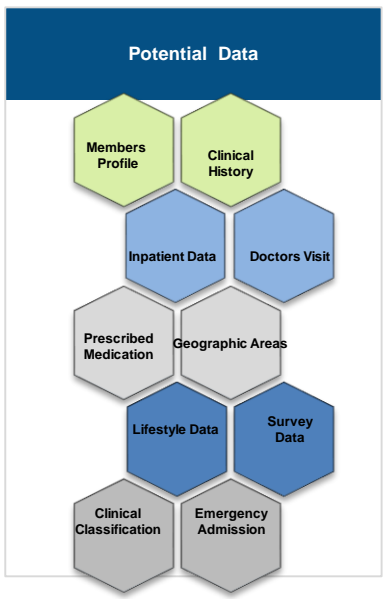 Potential Data
Members
Profile
Clinical
History
Inpatient Data
Doctors Visit
Prescribed
Medication
Geographic Areas
Lifestyle Data
Survey
Data
Clinical
Classification
Emergency
Admission